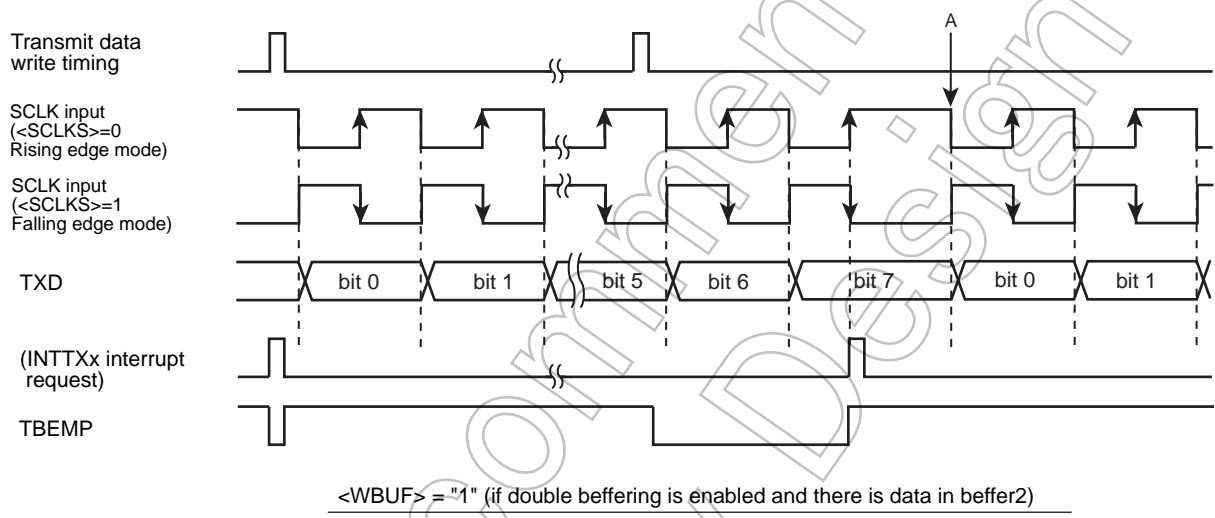 A
Transmit data
write timing
SCLK input
(<SCLKS>=0
Rising edge mode)
SCLK input
(<SCLKS>=1
Falling edge mode)
TXD
bit 0 bit 1 bit 5 bit 6 bit 7 bit 0 bit 1
(INTTXx interrupt
request)
TBEMP
<WBUF> = "1" (if double beffering is enabled and there is data in beffer2)